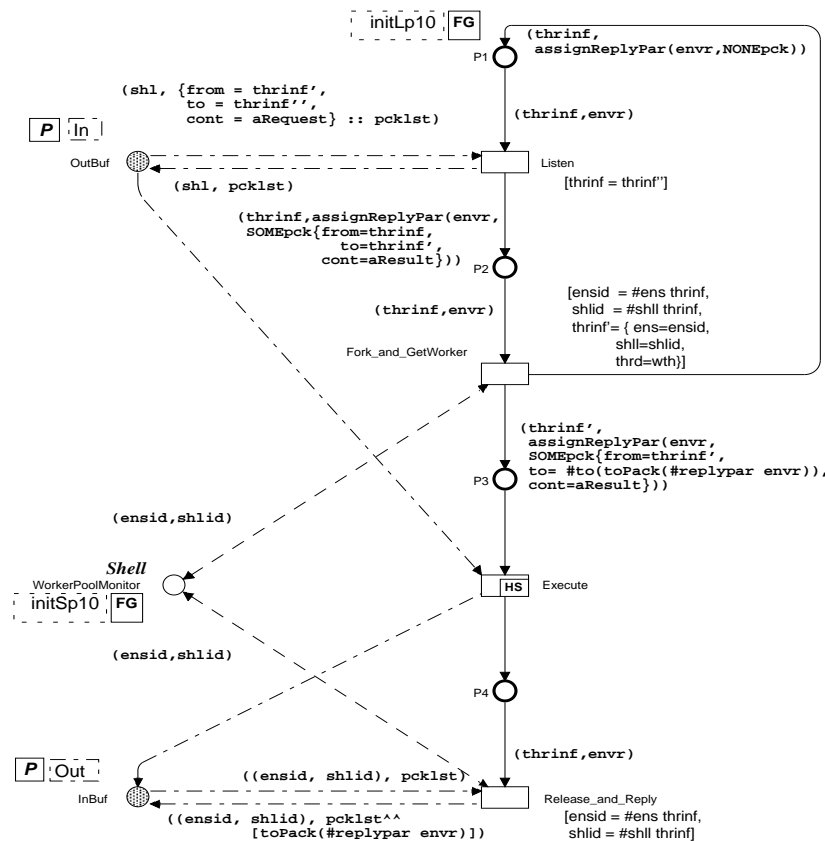 initLp10 FG
(thrinf,
assignReplyPar(envr,NONEpck))
P1
(shl, {from = thrinf',
to = thrinf'',
cont = aRequest} :: pcklst)
(thrinf,envr)
P In
OutBuf
Listen
(shl, pcklst)
[thrinf = thrinf'']
(thrinf,assignReplyPar(envr,
SOMEpck{from=thrinf,
to=thrinf',
cont=aResult}))
P2
(thrinf,envr)
[ensid = #ens thrinf,
shlid = #shll thrinf,
thrinf'= { ens=ensid,
shll=shlid,
thrd=wth}]
Fork_and_GetWorker
(thrinf',
assignReplyPar(envr,
SOMEpck{from=thrinf',
to= #to(toPack(#replypar envr)),
cont=aResult}))
P3
(ensid,shlid)
Shell
WorkerPoolMonitor
HS Execute
initSp10 FG
(ensid,shlid)
P4
(thrinf,envr)
P Out
((ensid, shlid), pcklst)
InBuf
Release_and_Reply
((ensid, shlid), pcklst^^
[toPack(#replypar envr)])
[ensid = #ens thrinf,
shlid = #shll thrinf]